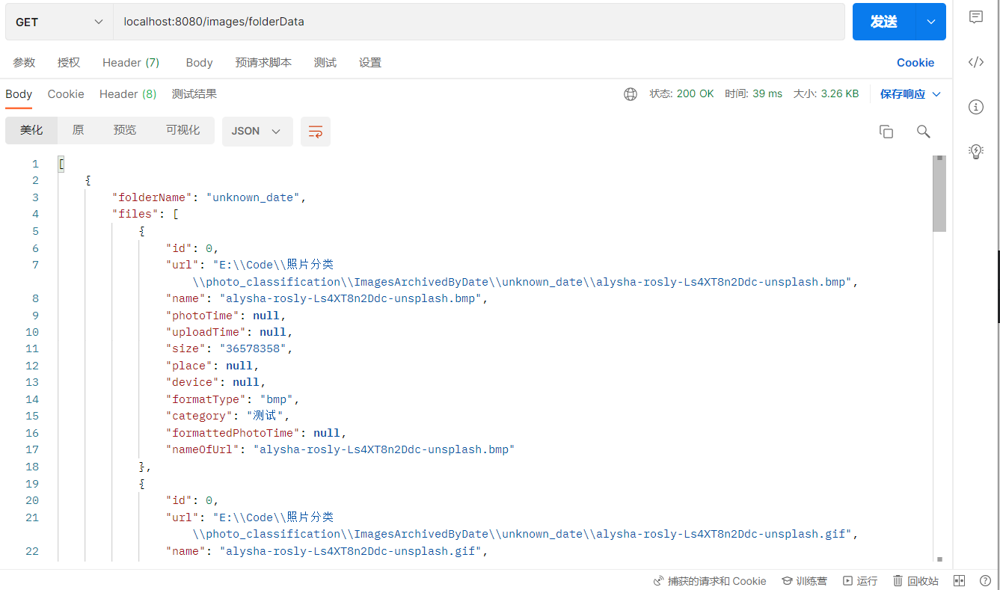 GET localhost:8080/images/folderData 发送
参数 授权 Header (7) Body 预请求脚本 测试 设置 Cookie
Body Cookie Header (8) 测试结果 状态: 200 OK 时间: 39 ms 大小: 3.26 KB 保存响应
美化 原 预览 可视化 JSON
1 [
2 {
3 "folderName": "unknown_date",
4 "files": [
5 {
6 "id": 0,
7 "url": "E:\\Code\\照片分类
\\photo_classification\\ImagesArchivedByDate\\unknown_date\\alysha-rosly-Ls4XT8n2Ddc-unsplash.bmp",
8 "name": "alysha-rosly-Ls4XT8n2Ddc-unsplash.bmp",
9 "photoTime": null,
10 "uploadTime": null,
11 "size": "36578358",
12 "place": null,
13 "device": null,
14 "formatType": "bmp",
15 "category": "测试",
16 "formattedPhotoTime": null,
17 "nameOfUrl": "alysha-rosly-Ls4XT8n2Ddc-unsplash.bmp"
18 },
19 {
20 "id": 0,
21 "url": "E:\\Code\\照片分类
\\photo_classification\\ImagesArchivedByDate\\unknown_date\\alysha-rosly-Ls4XT8n2Ddc-unsplash.gif",
22 "name": "alysha-rosly-Ls4XT8n2Ddc-unsplash.gif",
捕获的请求和 Cookie 训练营 运行 回收站